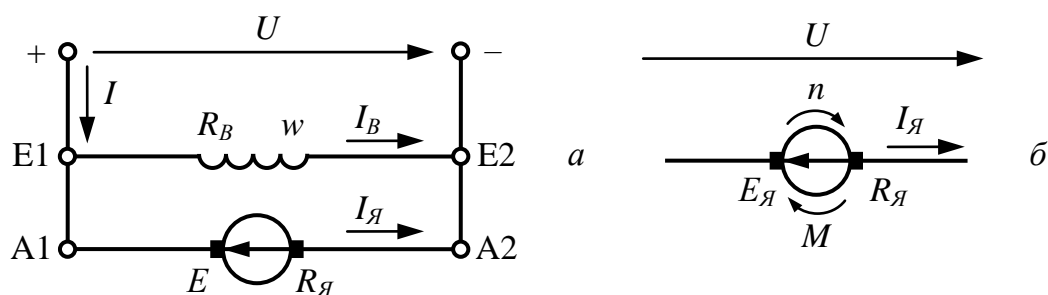 U U
+ −
I n
R_В w I_В I_Я
E1 E2 а б
E_Я R_Я
I_Я M
A1 A2
E R_Я